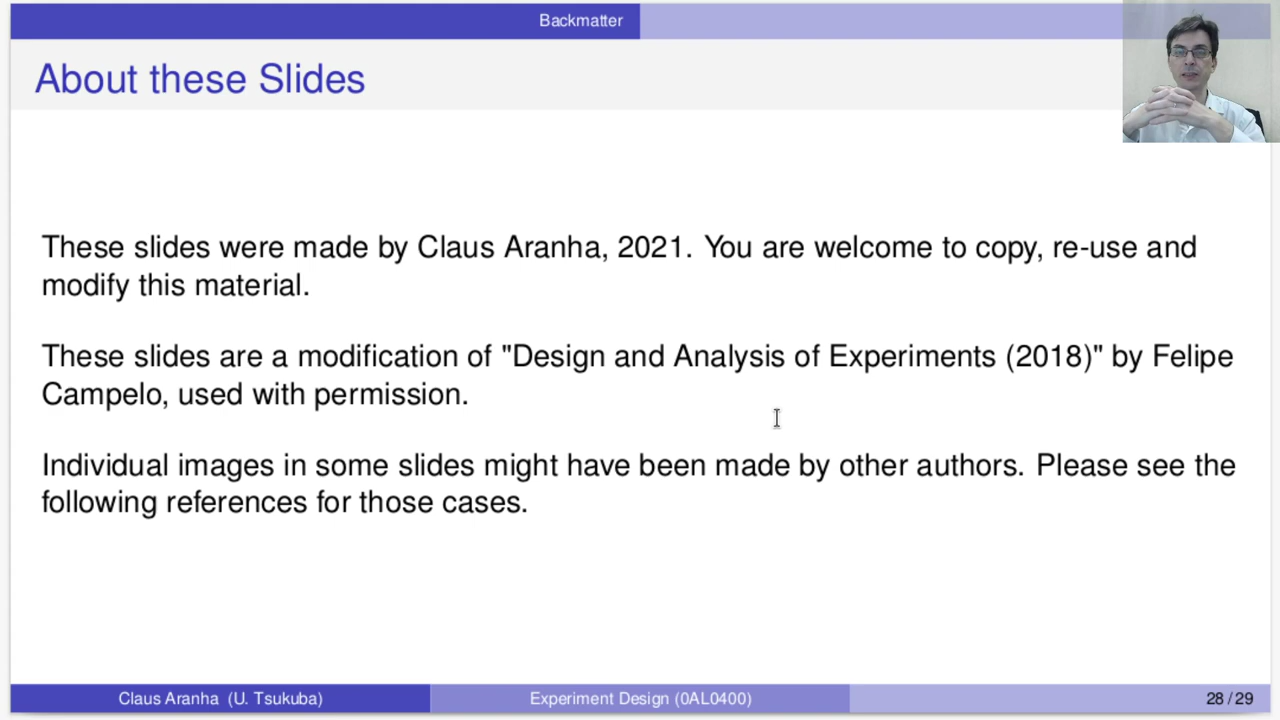 Backmatter
About these Slides
These slides were made by Claus Aranha, 2021. You are welcome to copy, re-use and
modify this material.
These slides are a modification of "Design and Analysis of Experiments (2018)" by Felipe
Campelo, used with permission.
Individual images in some slides might have been made by other authors. Please see the
following references for those cases.
Claus Aranha (U. Tsukuba)
Experiment Design (0AL0400)
28 / 29